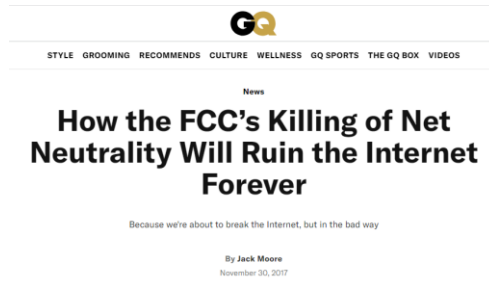 GQ
STYLE GROOMING RECOMMENDS CULTURE WELLNESS GQ SPORTS THE GQ BOX VIDEOS
News
How the FCC's Killing of Net
Neutrality Will Ruin the Internet
Forever
Because we're about to break the Internet, but in the bad way
By Jack Moore
November 30, 2017